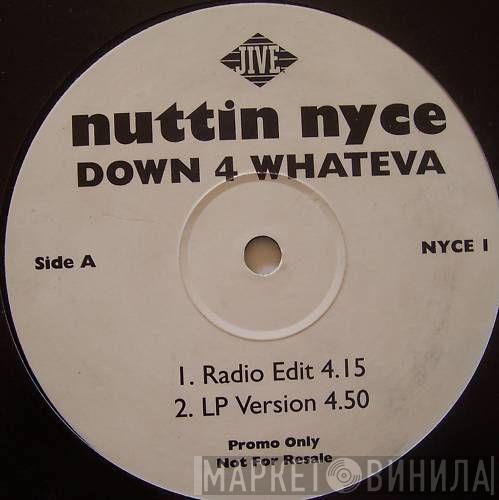 JIVE
nuttin nyce
DOWN 4 WHATEVA
Side A
NYCE 1
1. Radio Edit 4.15
2. LP Version 4.50
Promo Only
Not For Resale
МАРКЕТ ВИНИЛА